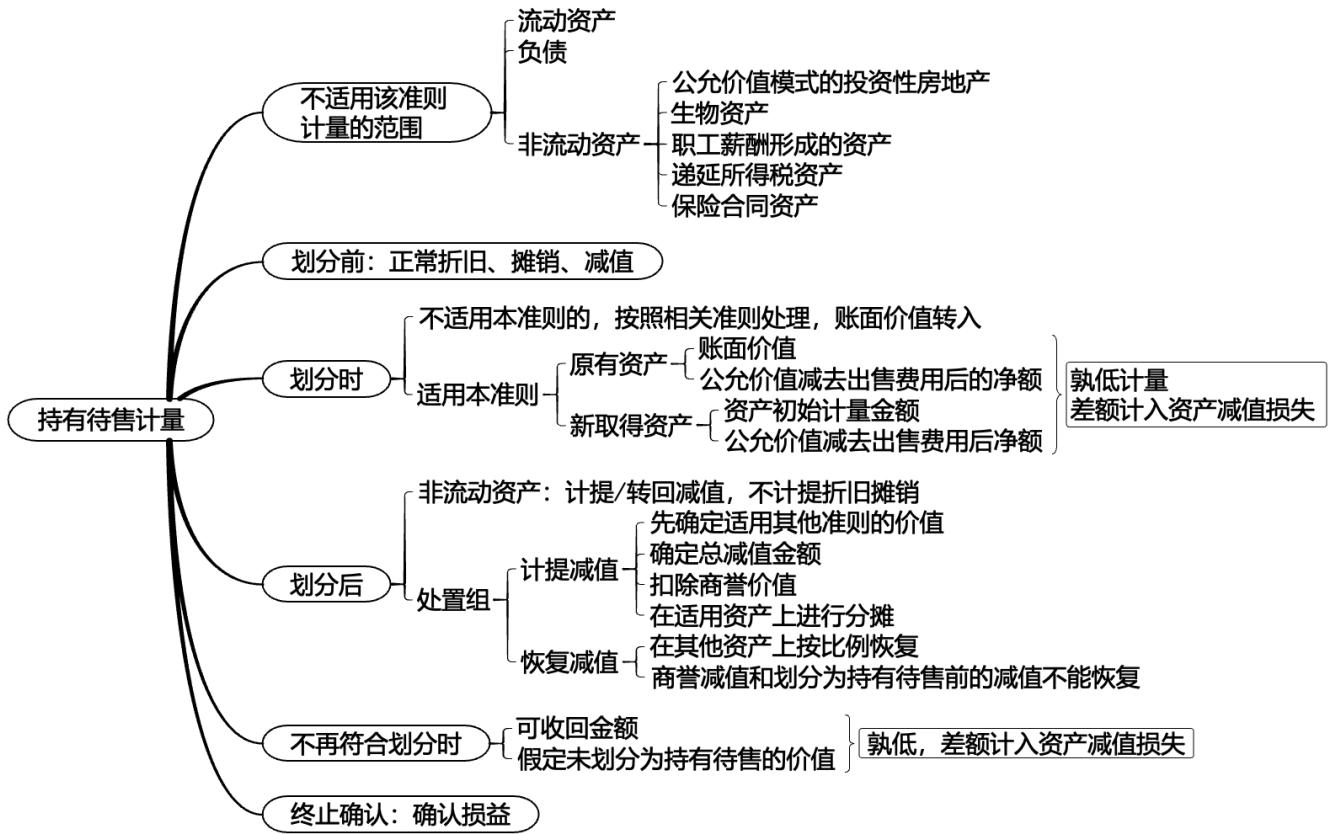 流动资产
负债
不适用该准则
计量的范围
非流动资产
公允价值模式的投资性房地产
生物资产
职工薪酬形成的资产
递延所得税资产
保险合同资产
划分前：正常折旧、摊销、减值
持有待售计量
划分时
不适用本准则的，按照相关准则处理，账面价值转入
适用本准则
原有资产
账面价值
公允价值减去出售费用后的净额
新取得资产
资产初始计量金额
公允价值减去出售费用后净额
孰低计量
差额计入资产减值损失
划分后
非流动资产：计提/转回减值，不计提折旧摊销
处置组
计提减值
先确定适用其他准则的价值
确定总减值金额
扣除商誉价值
在适用资产上进行分摊
恢复减值
在其他资产上按比例恢复
商誉减值和划分为持有待售前的减值不能恢复
不再符合划分时
可收回金额
假定未划分为持有待售的价值
孰低，差额计入资产减值损失
终止确认：确认损益